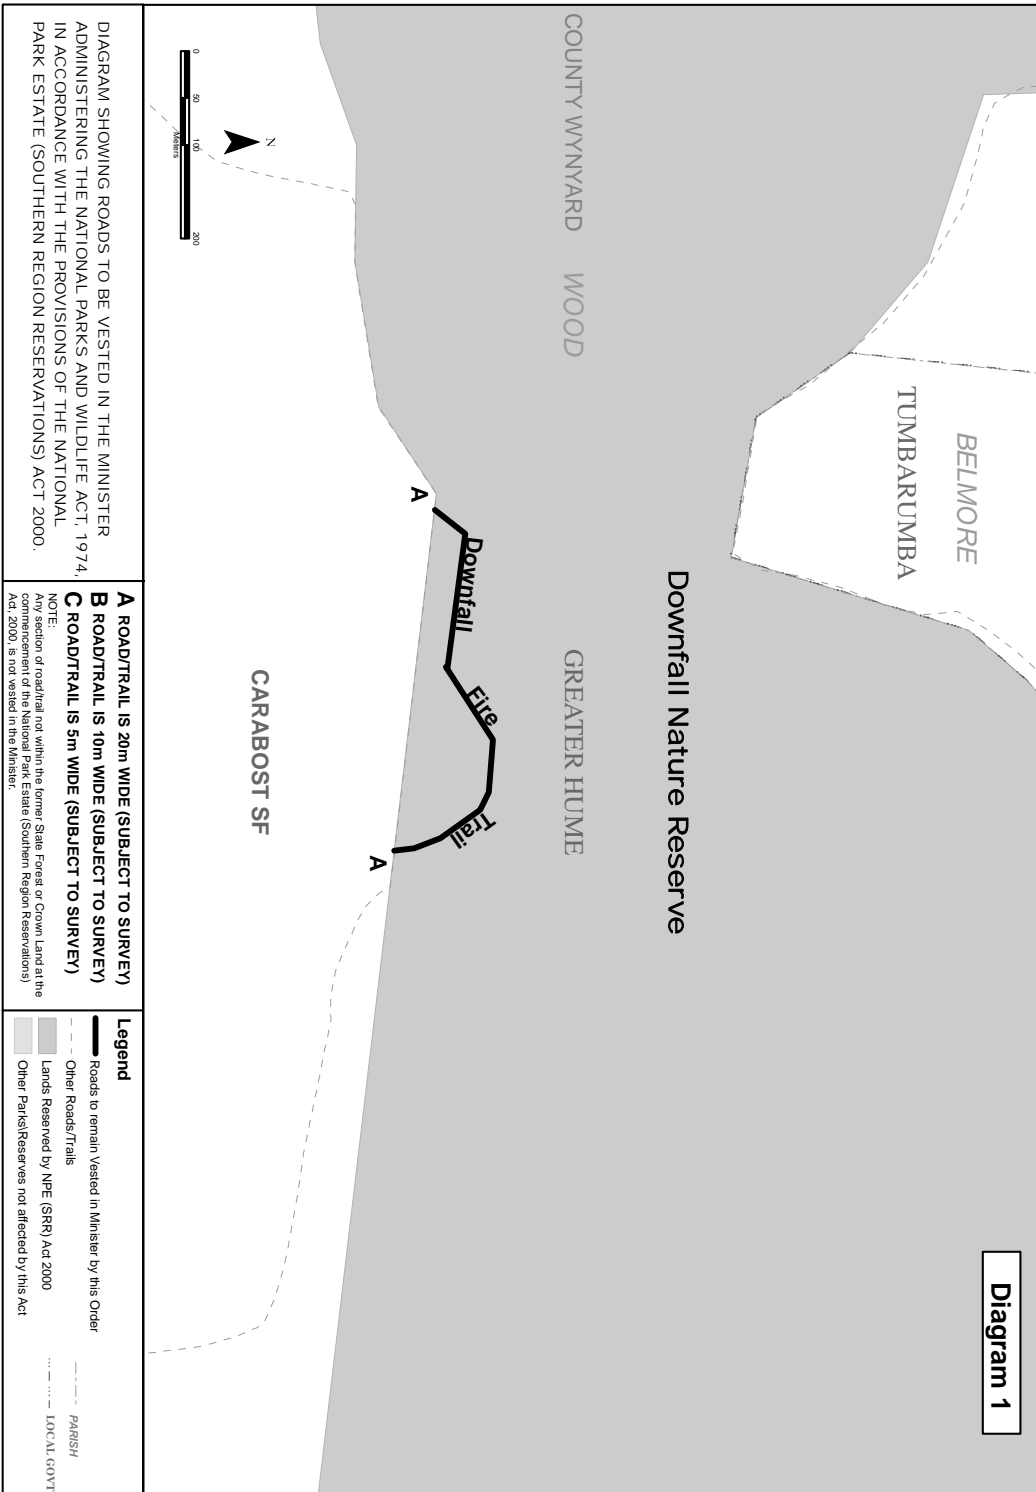 Diagram 1
BELMORE
TUMBARUMBA
Downfall Nature Reserve
COUNTY WYNYARD
WOOD
GREATER HUME
Downfall
Fire
Trail
A
A
CARABOST SF
N
0
50
100
200
Meters
DIAGRAM SHOWING ROADS TO BE VESTED IN THE MINISTER
ADMINISTERING THE NATIONAL PARKS AND WILDLIFE ACT, 1974,
IN ACCORDANCE WITH THE PROVISIONS OF THE NATIONAL
PARK ESTATE (SOUTHERN REGION RESERVATIONS) ACT 2000.
A ROAD/TRAIL IS 20m WIDE (SUBJECT TO SURVEY)
B ROAD/TRAIL IS 10m WIDE (SUBJECT TO SURVEY)
C ROAD/TRAIL IS 5m WIDE (SUBJECT TO SURVEY)
NOTE:
Any section of road/trail not within the former State Forest or Crown Land at the
commencement of the National Park Estate (Southern Region Reservations)
Act, 2000, is not vested in the Minister.
Legend
Roads to remain Vested in Minister by this Order
Other Roads/Trails
Lands Reserved by NPE (SRR) Act 2000
Other Parks\Reserves not affected by this Act
PARISH
LOCAL GOVT